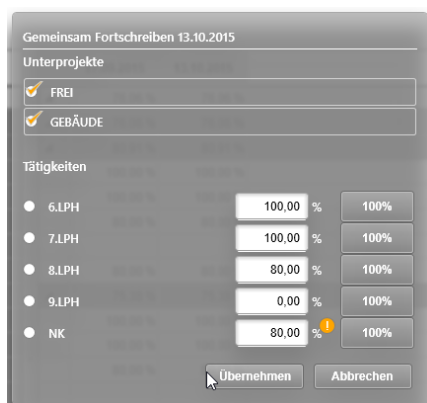 Gemeinsam Fortschreiben 13.10.2015
Unterprojekte
FREI
GEBÄUDE
Tätigkeiten
6.LPH 100,00 % 100%
7.LPH 100,00 % 100%
8.LPH 80,00 % 100%
9.LPH 0,00 % 100%
NK 80,00 % ! 100%
Übernehmen Abbrechen